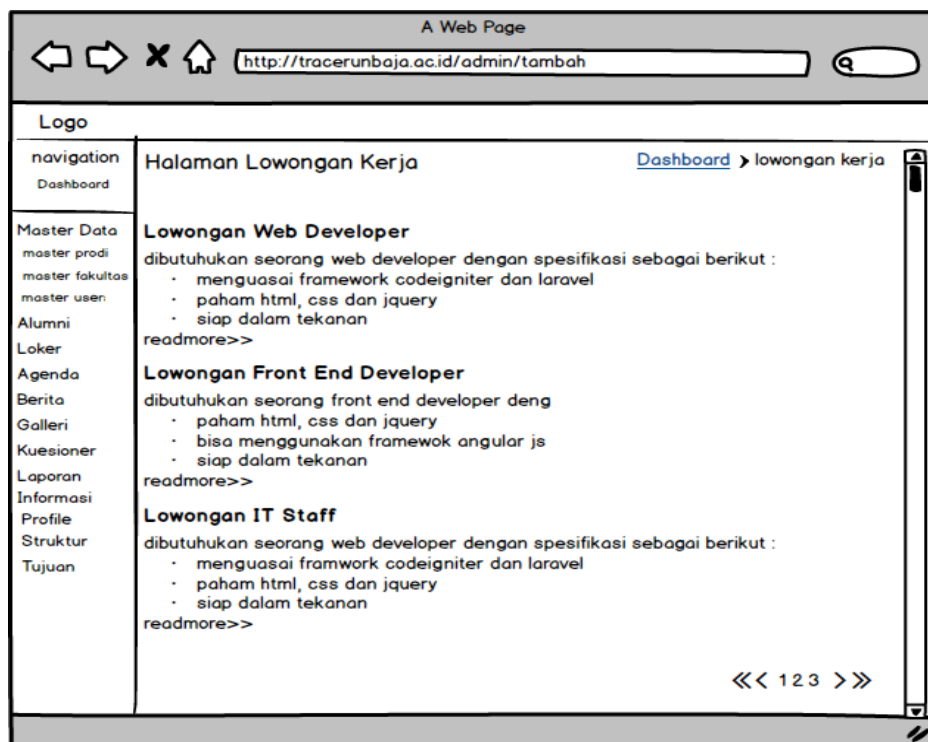 A Web Page
http://tracerunbaja.ac.id/admin/tambah
Logo
navigation
Dashboard
Master Data
master prodi
master fakultas
master user
Alumni
Loker
Agenda
Berita
Galleri
Kuesioner
Laporan
Informasi
Profile
Struktur
Tujuan
Halaman Lowongan Kerja
Dashboard > lowongan kerja
Lowongan Web Developer
dibutuhukan seorang web developer dengan spesifikasi sebagai berikut :
· menguasai framework codeigniter dan laravel
· paham html, css dan jquery
· siap dalam tekanan
readmore>>
Lowongan Front End Developer
dibutuhukan seorang front end developer deng
· paham html, css dan jquery
· bisa menggunakan framewok angular js
· siap dalam tekanan
readmore>>
Lowongan IT Staff
dibutuhukan seorang web developer dengan spesifikasi sebagai berikut :
· menguasai framwork codeigniter dan laravel
· paham html, css dan jquery
· siap dalam tekanan
readmore>>
≪< 1 2 3 >≫